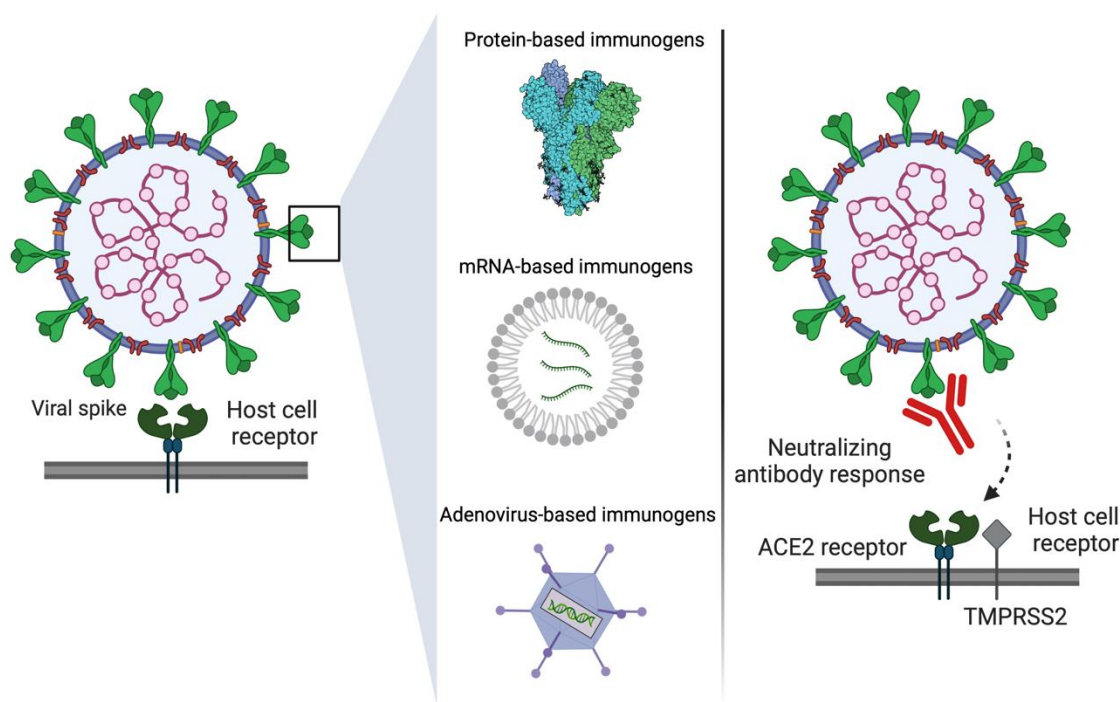 Viral spike
Host cell
receptor
Protein-based immunogens
mRNA-based immunogens
Adenovirus-based immunogens
Neutralizing
antibody response
ACE2 receptor
Host cell
receptor
TMPRSS2